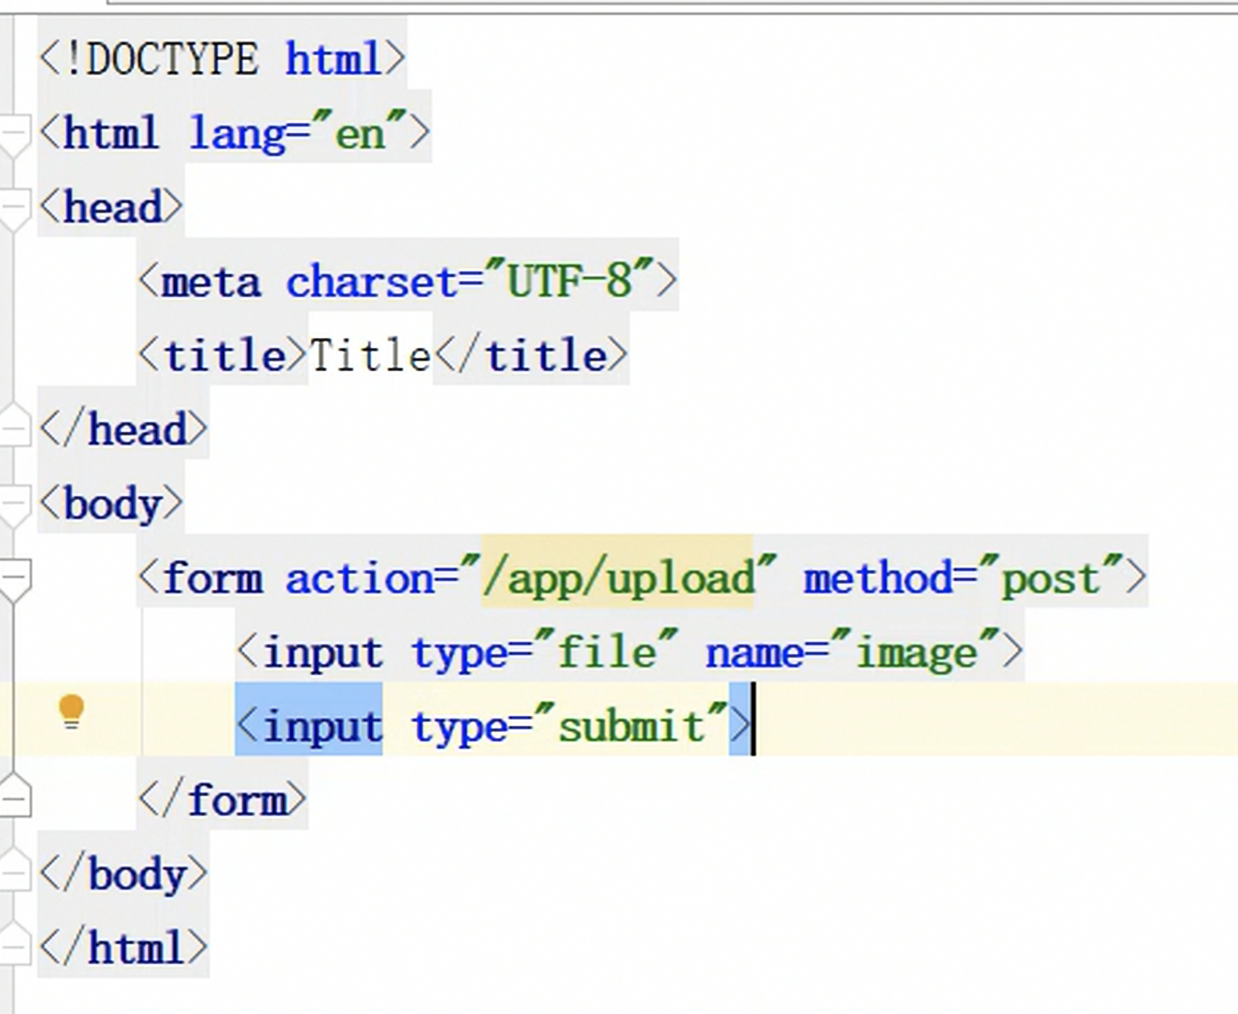 <!DOCTYPE html>
<html lang="en">
<head>
    <meta charset="UTF-8">
    <title>Title</title>
</head>
<body>
    <form action="/app/upload" method="post">
        <input type="file" name="image">
        <input type="submit">
    </form>
</body>
</html>